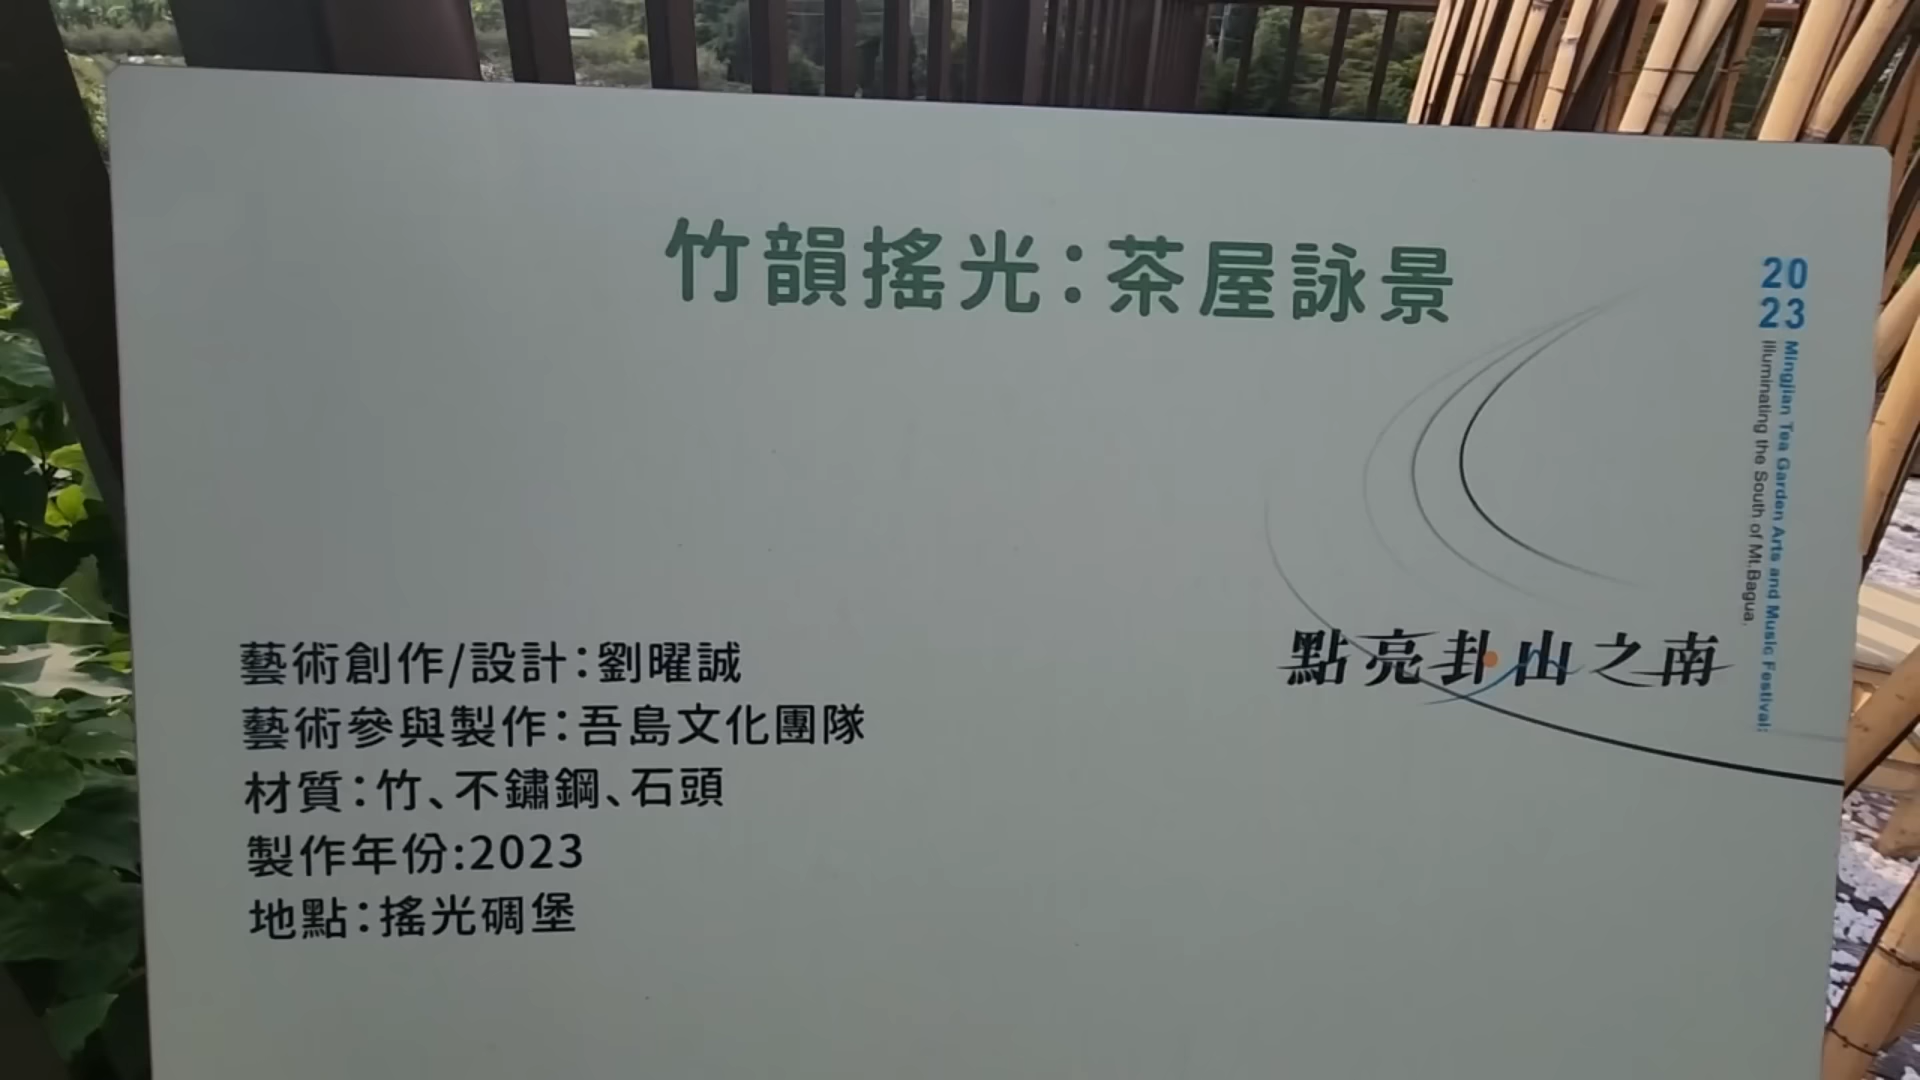 竹韻搖光：茶屋詠景
20
23
Mingjian Tea Garden Arts and Music Festival:
Illuminating the South of Mt.Bagua.
點亮卦山之南
藝術創作/設計：劉曜誠
藝術參與製作：吾島文化團隊
材質：竹、不鏽鋼、石頭
製作年份:2023
地點：搖光碉堡